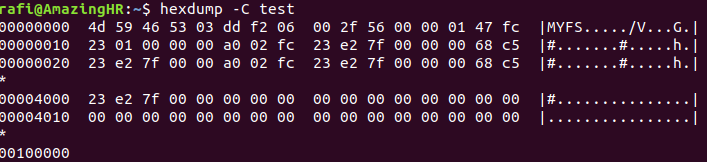 rafi@AmazingHR:~$ hexdump -C test
00000000  4d 59 46 53 03 dd f2 06  00 2f 56 00 00 01 47 fc  |MYFS...../V...G.|
00000010  23 01 00 00 00 a0 02 fc  23 e2 7f 00 00 00 68 c5  |#.......#.....h.|
00000020  23 e2 7f 00 00 a0 02 fc  23 e2 7f 00 00 00 68 c5  |#.......#.....h.|
*
00004000  23 e2 7f 00 00 00 00 00  00 00 00 00 00 00 00 00  |#...............|
00004010  00 00 00 00 00 00 00 00  00 00 00 00 00 00 00 00  |................|
*
00100000